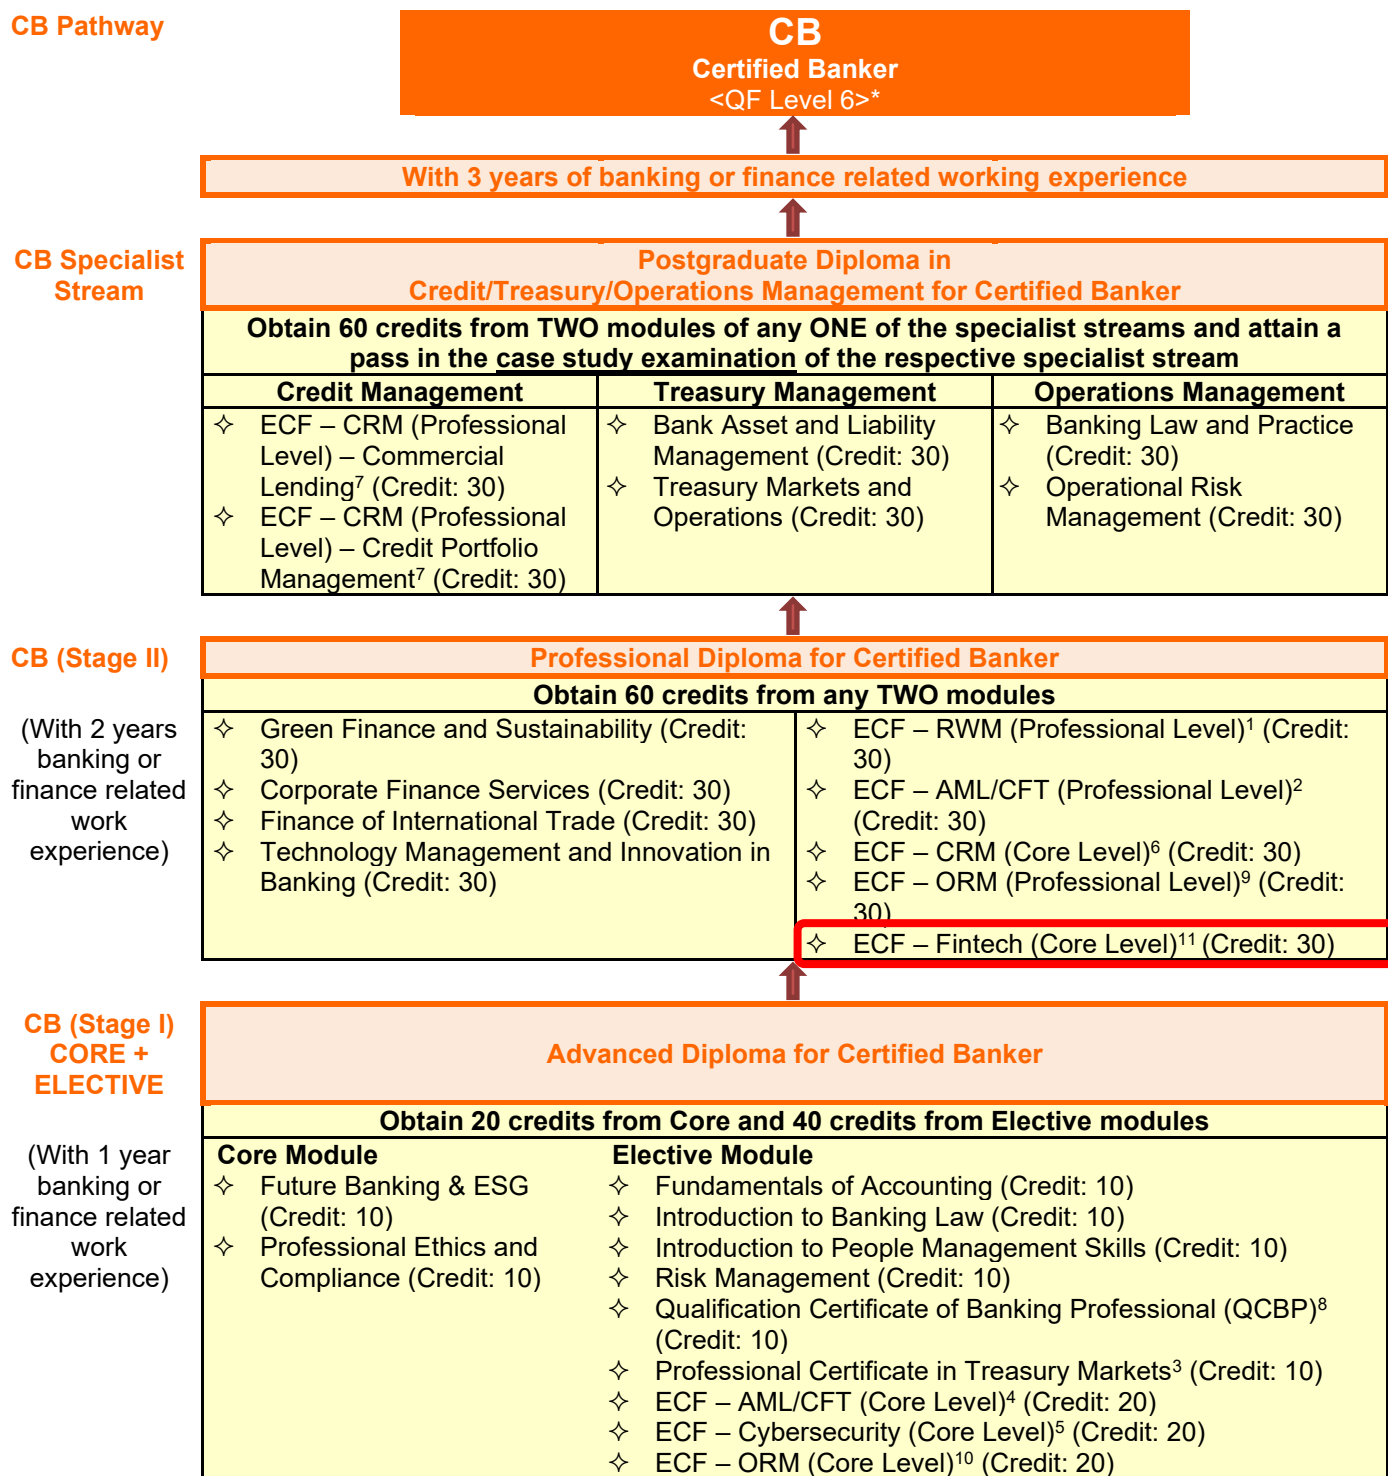 CB Pathway
CB
Certified Banker
<QF Level 6>*
With 3 years of banking or finance related working experience
CB Specialist
Stream
Postgraduate Diploma in
Credit/Treasury/Operations Management for Certified Banker
Obtain 60 credits from TWO modules of any ONE of the specialist streams and attain a
pass in the case study examination of the respective specialist stream
Credit Management
✧ ECF – CRM (Professional
Level) – Commercial
Lending⁷ (Credit: 30)
✧ ECF – CRM (Professional
Level) – Credit Portfolio
Management⁷ (Credit: 30)
Treasury Management
✧ Bank Asset and Liability
Management (Credit: 30)
✧ Treasury Markets and
Operations (Credit: 30)
Operations Management
✧ Banking Law and Practice
(Credit: 30)
✧ Operational Risk
Management (Credit: 30)
CB (Stage II)
(With 2 years
banking or
finance related
work
experience)
Professional Diploma for Certified Banker
Obtain 60 credits from any TWO modules
✧ Green Finance and Sustainability (Credit:
30)
✧ Corporate Finance Services (Credit: 30)
✧ Finance of International Trade (Credit: 30)
✧ Technology Management and Innovation in
Banking (Credit: 30)
✧ ECF – RWM (Professional Level)¹ (Credit:
30)
✧ ECF – AML/CFT (Professional Level)²
(Credit: 30)
✧ ECF – CRM (Core Level)⁶ (Credit: 30)
✧ ECF – ORM (Professional Level)⁹ (Credit:
30)
✧ ECF – Fintech (Core Level)¹¹ (Credit: 30)
CB (Stage I)
CORE +
ELECTIVE
(With 1 year
banking or
finance related
work
experience)
Advanced Diploma for Certified Banker
Obtain 20 credits from Core and 40 credits from Elective modules
Core Module
✧ Future Banking & ESG
(Credit: 10)
✧ Professional Ethics and
Compliance (Credit: 10)
Elective Module
✧ Fundamentals of Accounting (Credit: 10)
✧ Introduction to Banking Law (Credit: 10)
✧ Introduction to People Management Skills (Credit: 10)
✧ Risk Management (Credit: 10)
✧ Qualification Certificate of Banking Professional (QCBP)⁸
(Credit: 10)
✧ Professional Certificate in Treasury Markets³ (Credit: 10)
✧ ECF – AML/CFT (Core Level)⁴ (Credit: 20)
✧ ECF – Cybersecurity (Core Level)⁵ (Credit: 20)
✧ ECF – ORM (Core Level)¹⁰ (Credit: 20)